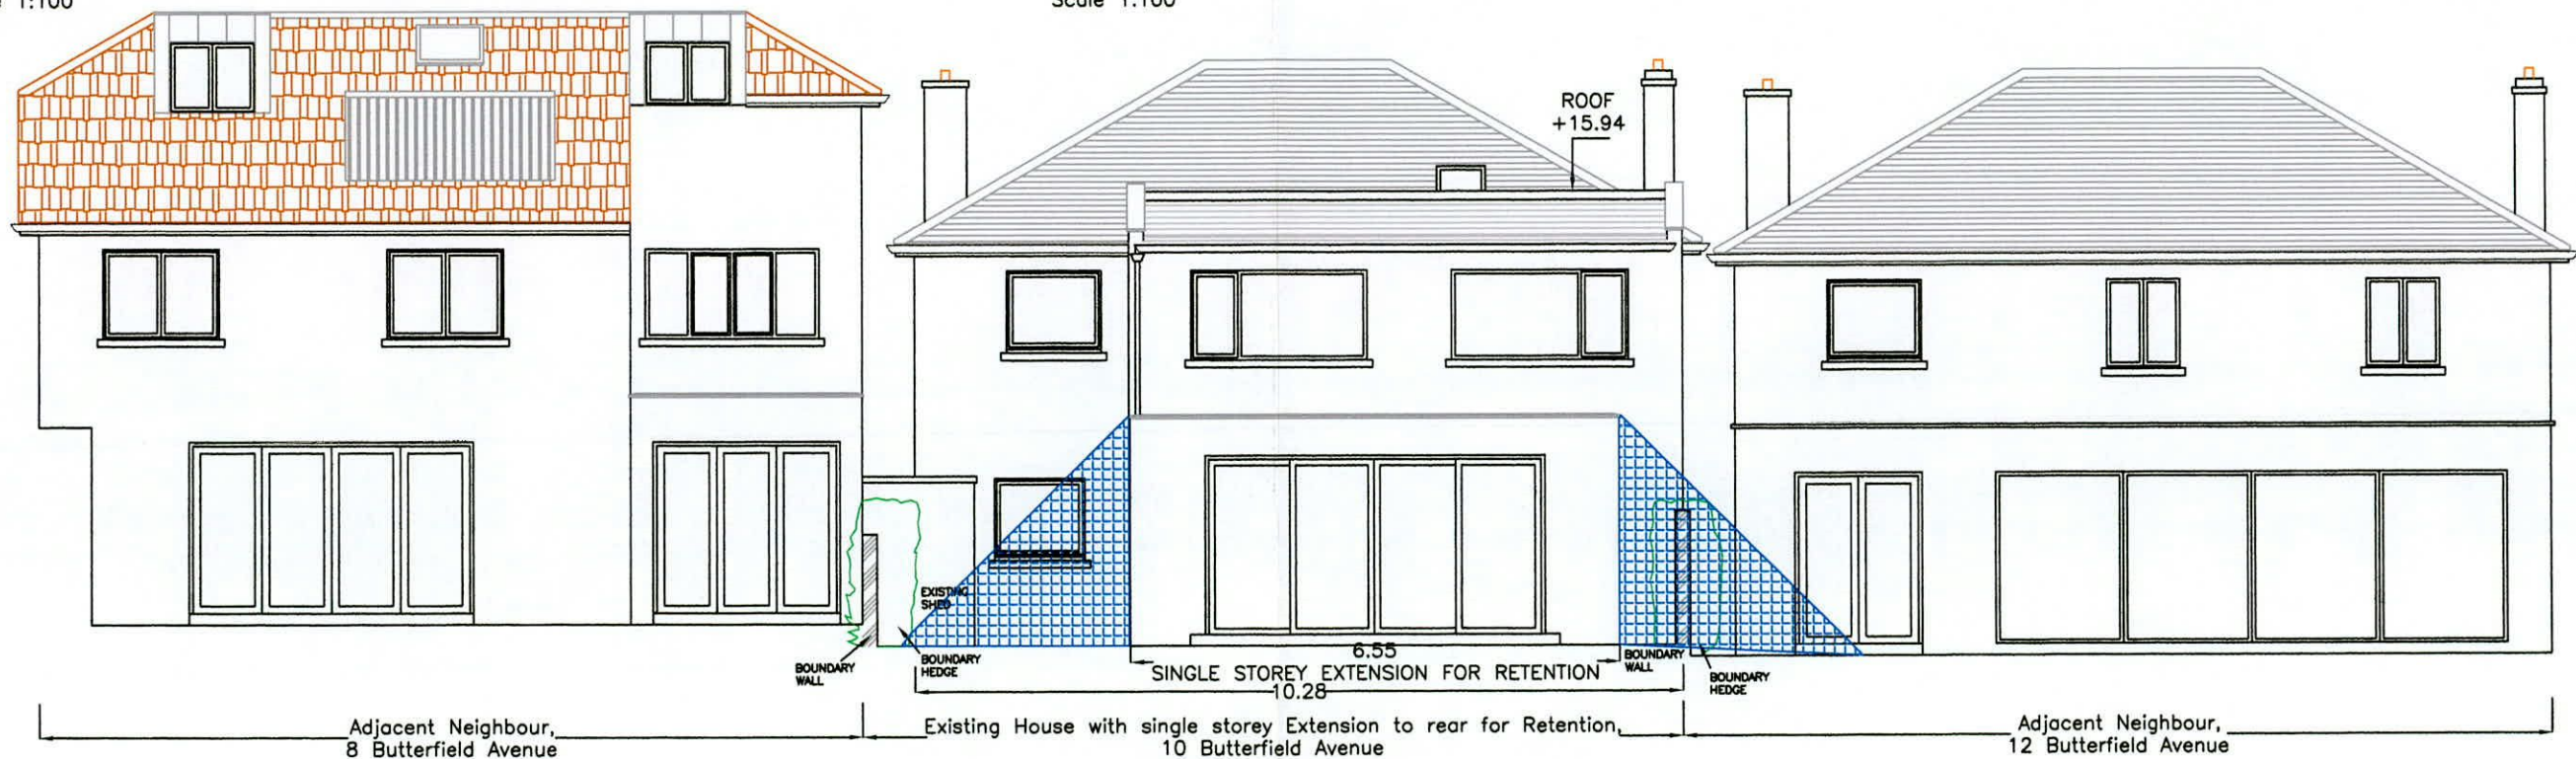 1:100
Scale 1:100
ROOF
+15.94
EXISTING
SHED
BOUNDARY
WALL
BOUNDARY
HEDGE
6.55
SINGLE STOREY EXTENSION FOR RETENTION
10.28
BOUNDARY
WALL
BOUNDARY
HEDGE
Adjacent Neighbour,
8 Butterfield Avenue
Existing House with single storey Extension to rear for Retention,
10 Butterfield Avenue
Adjacent Neighbour,
12 Butterfield Avenue